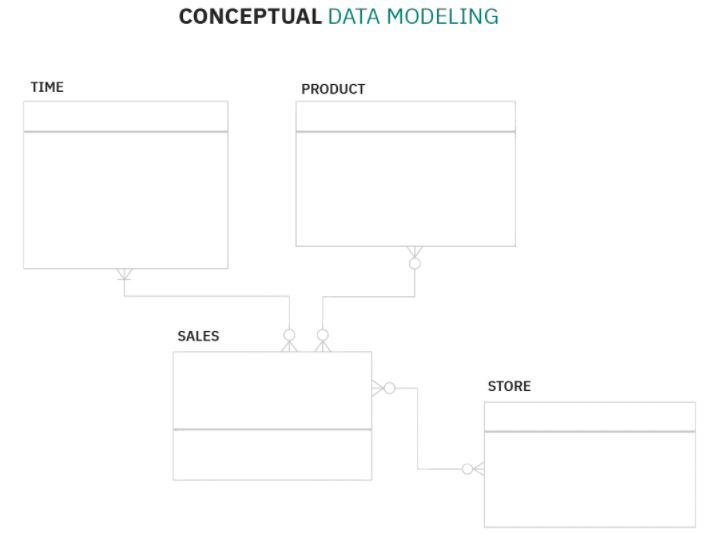 CONCEPTUAL DATA MODELING
TIME
PRODUCT
SALES
STORE